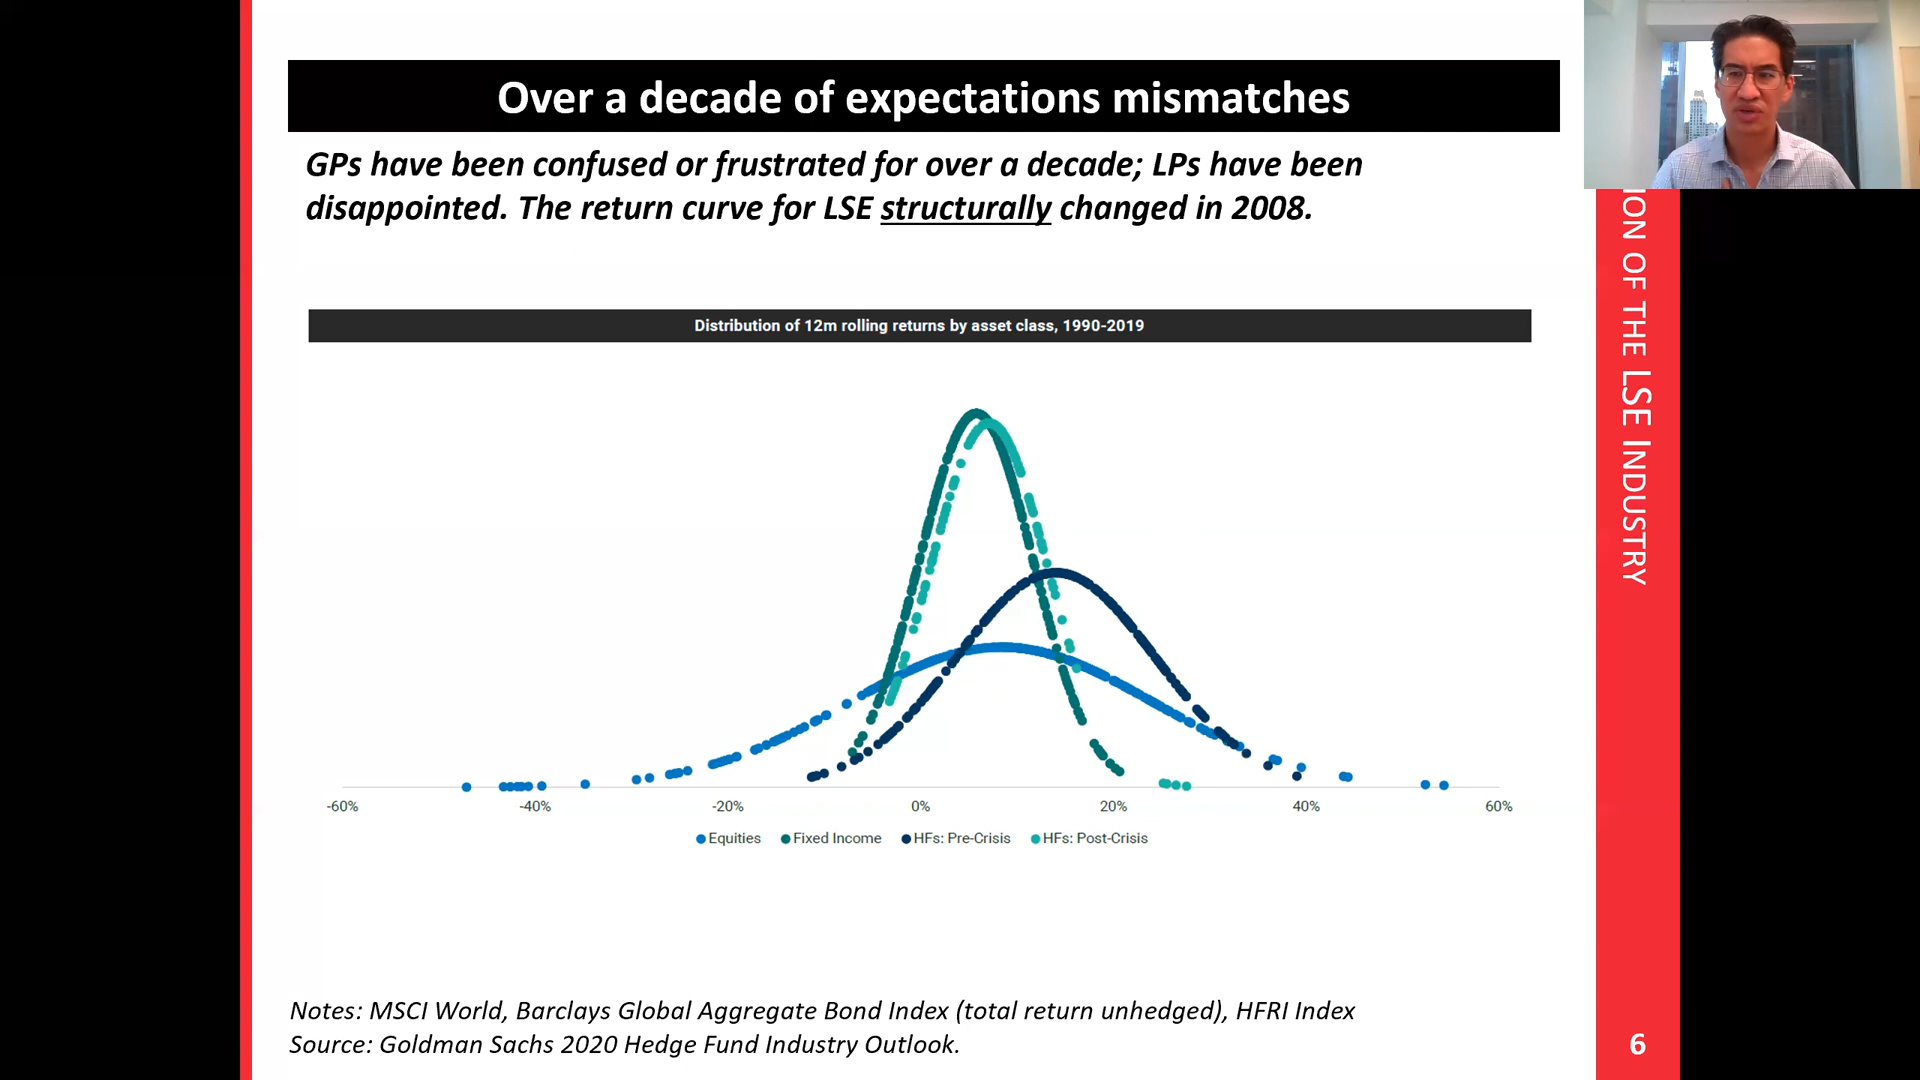 Over a decade of expectations mismatches
GPs have been confused or frustrated for over a decade; LPs have been
disappointed. The return curve for LSE structurally changed in 2008.
Distribution of 12m rolling returns by asset class, 1990-2019
-60% -40% -20% 0% 20% 40% 60%
Equities Fixed Income HFs: Pre-Crisis HFs: Post-Crisis
Notes: MSCI World, Barclays Global Aggregate Bond Index (total return unhedged), HFRI Index
Source: Goldman Sachs 2020 Hedge Fund Industry Outlook.
OF THE LSE INDUSTRY
6